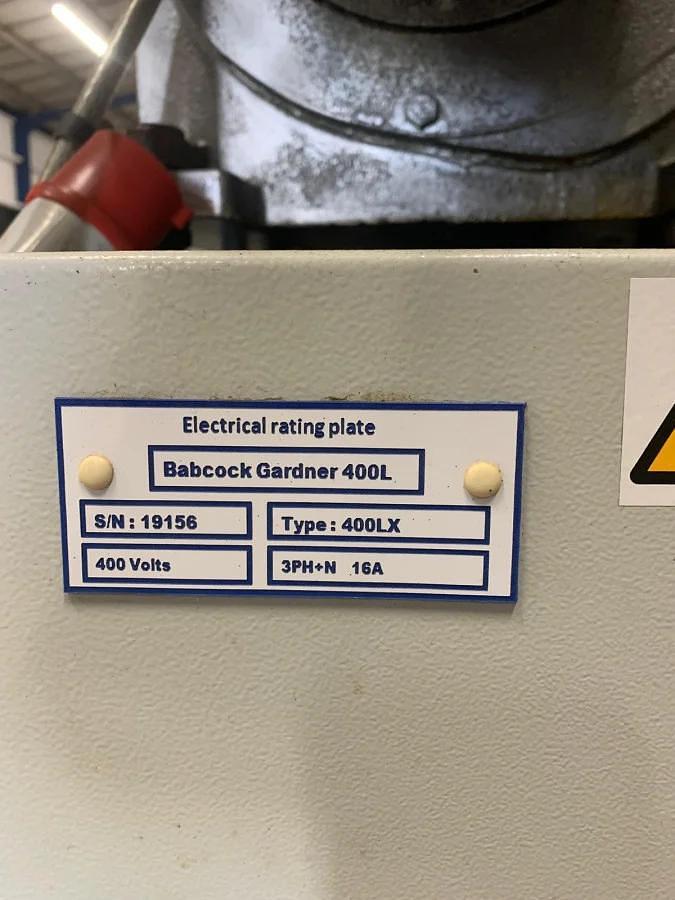 Electrical rating plate
Babcock Gardner 400L
S/N : 19156
Type : 400LX
400 Volts
3PH+N 16A